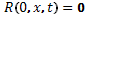 R(0, x, t) = 0